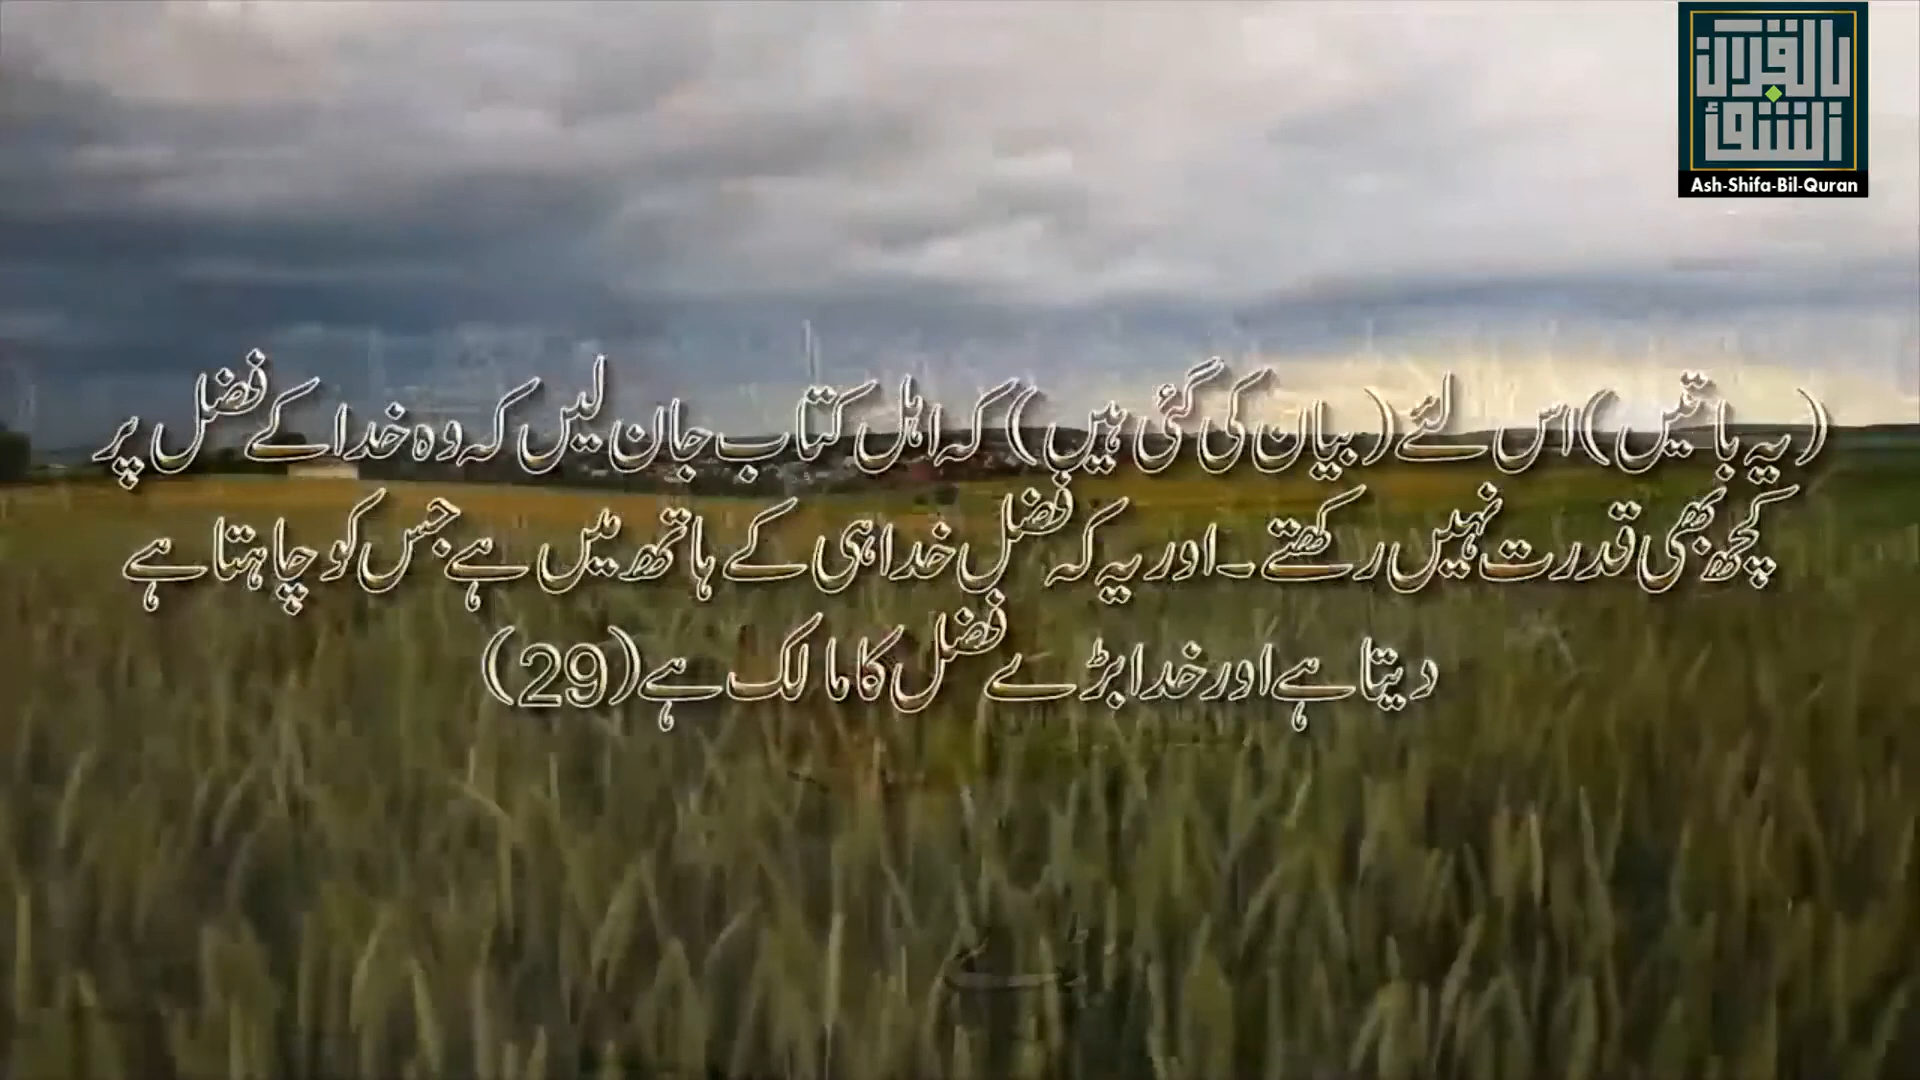 بالقرآن
الشفاء
Ash-Shifa-Bil-Quran
(یہ باتیں) اس لئے (بیان کی گئی ہیں) کہ اہل کتاب جان لیں کہ وہ خدا کے فضل پر
کچھ بھی قدرت نہیں رکھتے ۔ اور یہ کہ فضل خدا ہی کے ہاتھ میں ہے جس کو چاہتا ہے
دیتا ہے اور خدا بڑے فضل کا مالک ہے (29)